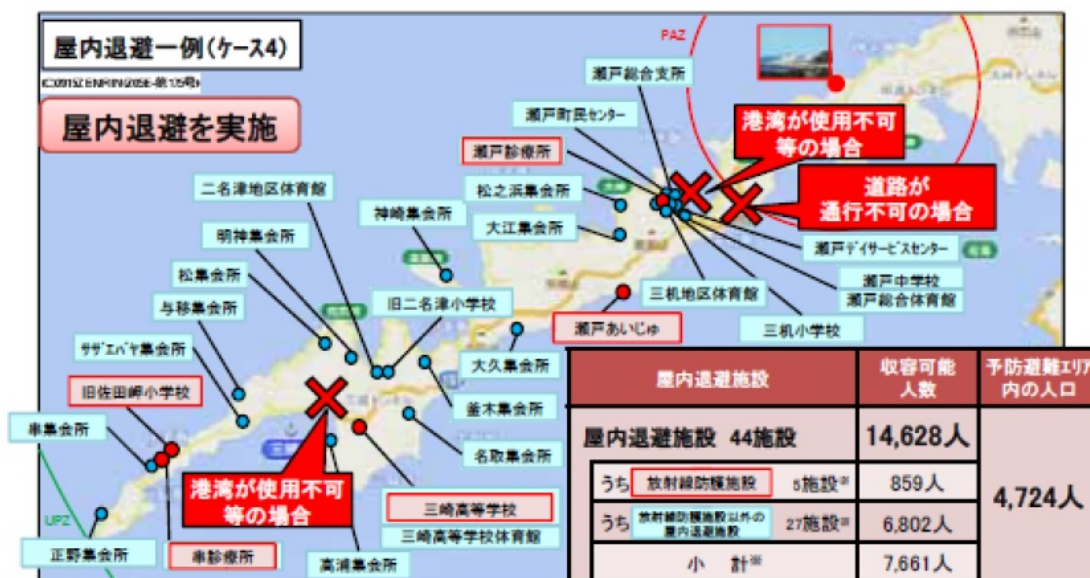 屋内退避一例(ケース4)
屋内退避を実施
PAZ
瀬戸総合支所
瀬戸町民センター
瀬戸診療所
港湾が使用不可
等の場合
道路が
通行不可の場合
二名津地区体育館
神崎集会所
松之浜集会所
明神集会所
大江集会所
瀬戸デイサービスセンター
松集会所
旧二名津小学校
三机地区体育館
瀬戸中学校
瀬戸総合体育館
与侈集会所
瀬戸あいじゅ
三机小学校
サザエバヤ集会所
大久集会所
旧佐田岬小学校
釜木集会所
串集会所
名取集会所
港湾が使用不可
等の場合
三崎高等学校
三崎高等学校体育館
UPZ
正野集会所
串診療所
高浦集会所
屋内退避施設
収容可能
人数
予防避難エリア
内の人口
屋内退避施設 44施設
14,628人
4,724人
うち 放射線防護施設 5施設※
859人
うち 放射線防護施設以外の
屋内退避施設 27施設※
6,802人
小 計※
7,661人